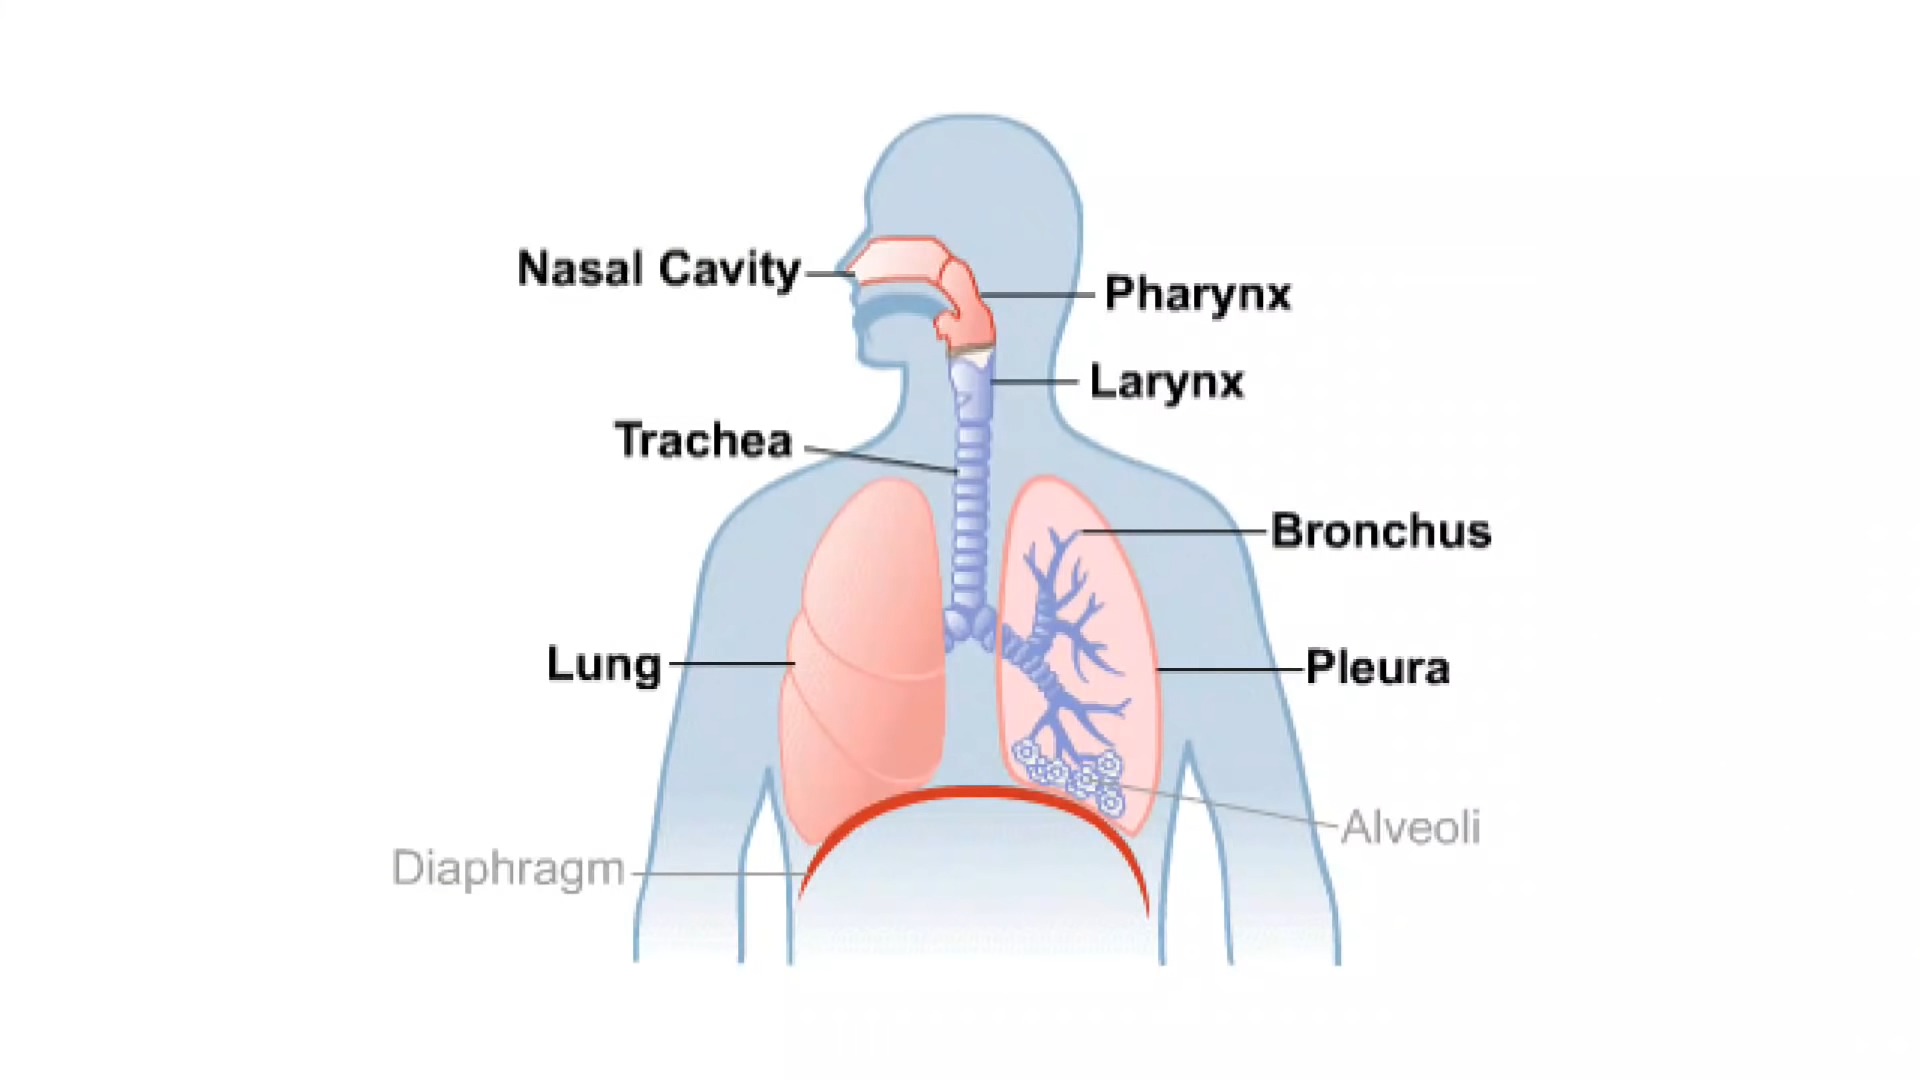 Nasal Cavity
Pharynx
Larynx
Trachea
Bronchus
Lung
Pleura
Alveoli
Diaphragm